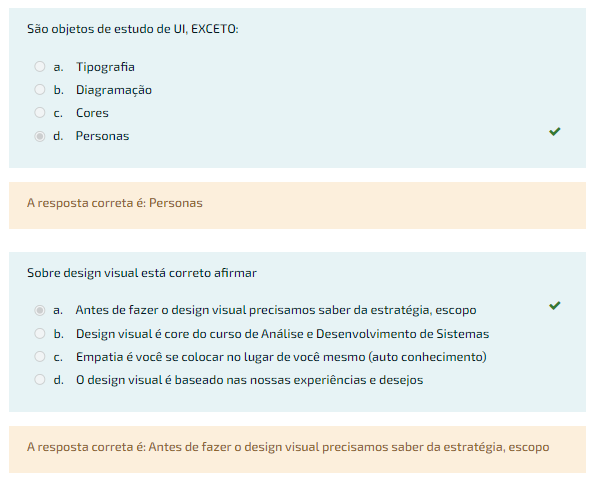 São objetos de estudo de UI, EXCETO:
a. Tipografia
b. Diagramação
c. Cores
d. Personas
A resposta correta é: Personas
Sobre design visual está correto afirmar
a. Antes de fazer o design visual precisamos saber da estratégia, escopo
b. Design visual é core do curso de Análise e Desenvolvimento de Sistemas
c. Empatia é você se colocar no lugar de você mesmo (auto conhecimento)
d. O design visual é baseado nas nossas experiências e desejos
A resposta correta é: Antes de fazer o design visual precisamos saber da estratégia, escopo